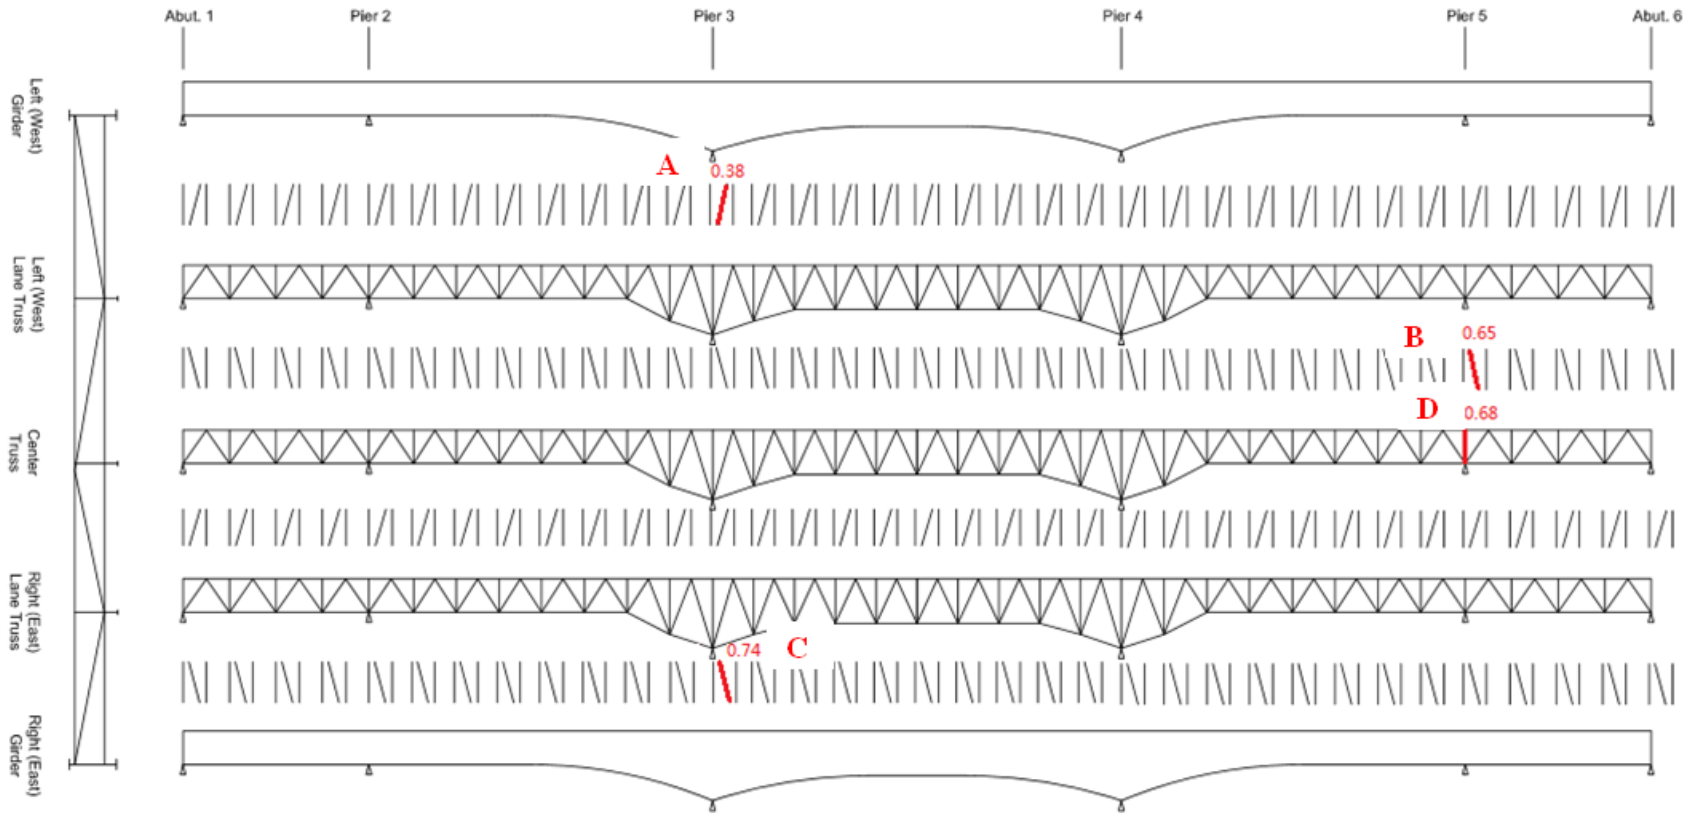 Abut. 1
Pier 2
Pier 3
Pier 4
Pier 5
Abut. 6
Left (West)
Girder
A
0.38
Left (West)
Lane Truss
B
0.65
D
0.68
Center
Truss
Right (East)
Lane Truss
C
0.74
Right (East)
Girder